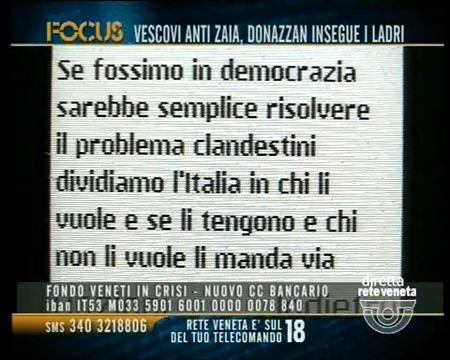 FOCUS VESCOVI ANTI ZAIA, DONAZZAN INSEGUE I LADRI
Se fossimo in democrazia
sarebbe semplice risolvere
il problema clandestini
dividiamo l'Italia in chi li
vuole e se li tengono e chi
non li vuole li manda via
diretta
reteveneta
FONDO VENETI IN CRISI - NUOVO CC BANCARIO
iban IT53 M033 5901 6001 0000 0078 840
SMS 340 3218806
RETE VENETA E' SUL 18
DEL TUO TELECOMANDO